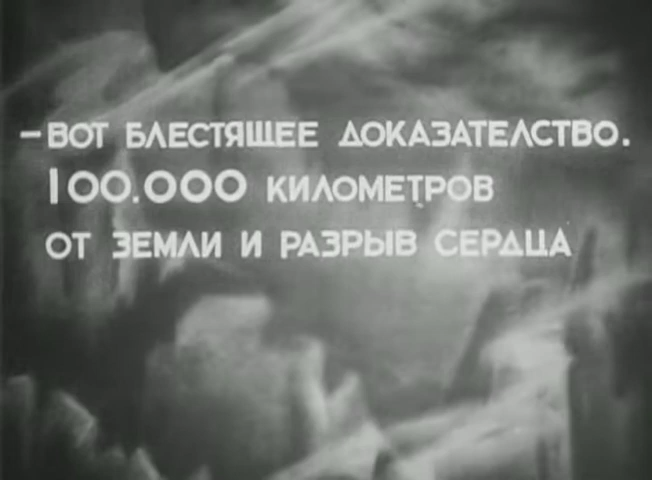 – ВОТ БЛЕСТЯЩЕЕ ДОКАЗАТЕЛСТВО.
100.000 КИЛОМЕТРОВ
ОТ ЗЕМЛИ И РАЗРЫВ СЕРДЦА